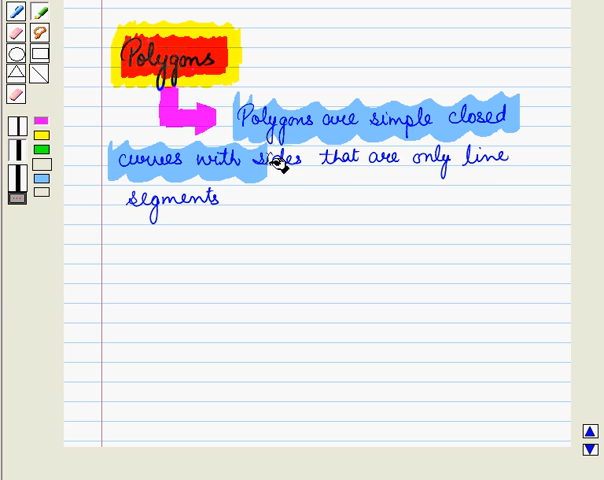 Polygons
Polygons are simple closed
curves with sides that are only line
segments